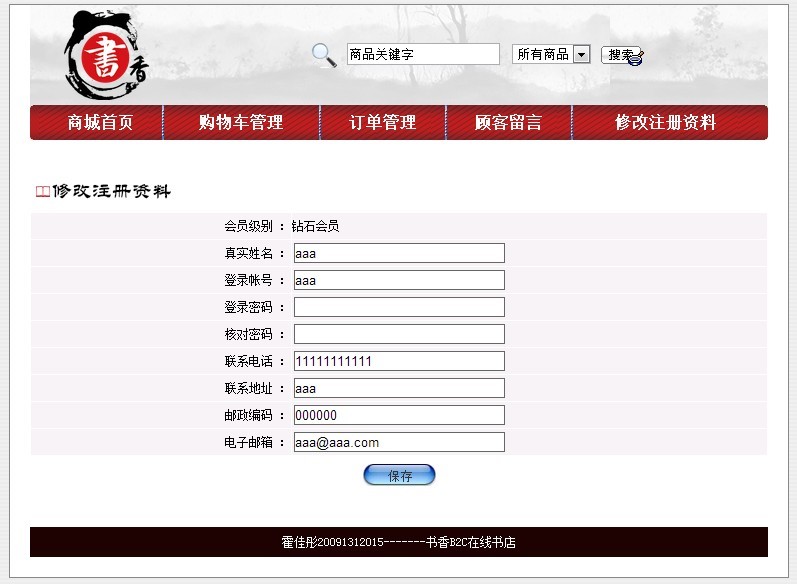 書香
商品关键字 所有商品 搜索
商城首页 购物车管理 订单管理 顾客留言 修改注册资料
修改注册资料
会员级别 ： 钻石会员
真实姓名 ： aaa
登录帐号 ： aaa
登录密码 ：
核对密码 ：
联系电话 ： 11111111111
联系地址 ： aaa
邮政编码 ： 000000
电子邮箱 ： aaa@aaa.com
保存
霍佳彤20091312015-------书香B2C在线书店